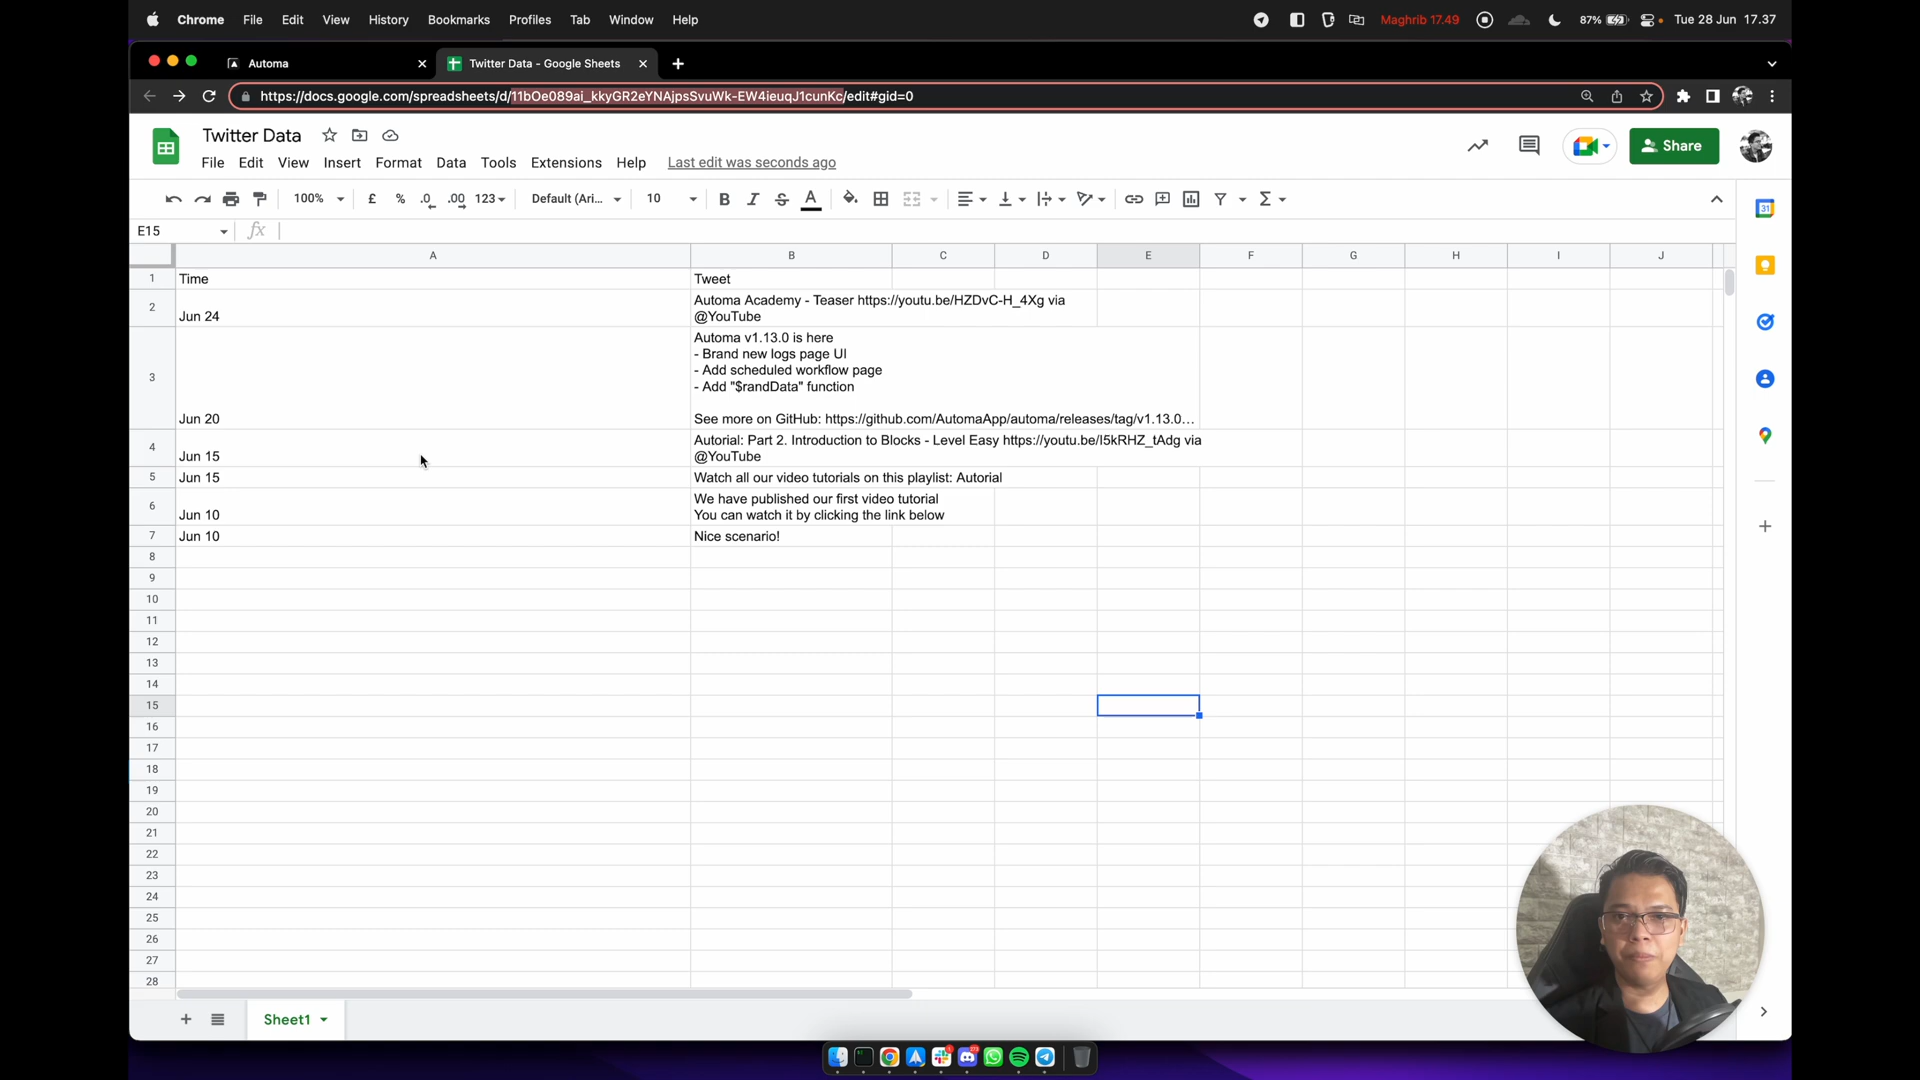 Chrome File Edit View History Bookmarks Profiles Tab Window Help
Maghrib 17.49 87% Tue 28 Jun 17.37
Automa
Twitter Data - Google Sheets
https://docs.google.com/spreadsheets/d/11bOe089ai_kkyGR2eYNAjpsSvuWk-EW4ieuqJ1cunKc/edit#gid=0
Twitter Data
File Edit View Insert Format Data Tools Extensions Help Last edit was seconds ago
Share
100% £ % .0 .00 123 Default (Ari... 10 B I S A Σ
31
E15 fx
A B C D E F G H I J
1 Time Tweet
2 Jun 24 Automa Academy - Teaser https://youtu.be/HZDvC-H_4Xg via
@YouTube
Automa v1.13.0 is here
- Brand new logs page UI
- Add scheduled workflow page
- Add "$randData" function
3 Jun 20 See more on GitHub: https://github.com/AutomaApp/automa/releases/tag/v1.13.0...
4 Jun 15 Autorial: Part 2. Introduction to Blocks - Level Easy https://youtu.be/I5kRHZ_tAdg via
@YouTube
5 Jun 15 Watch all our video tutorials on this playlist: Autorial
6 Jun 10 We have published our first video tutorial
You can watch it by clicking the link below
7 Jun 10 Nice scenario!
8
9
10
11
12
13
14
15
16
17
18
19
20
21
22
23
24
25
26
27
28
Sheet1